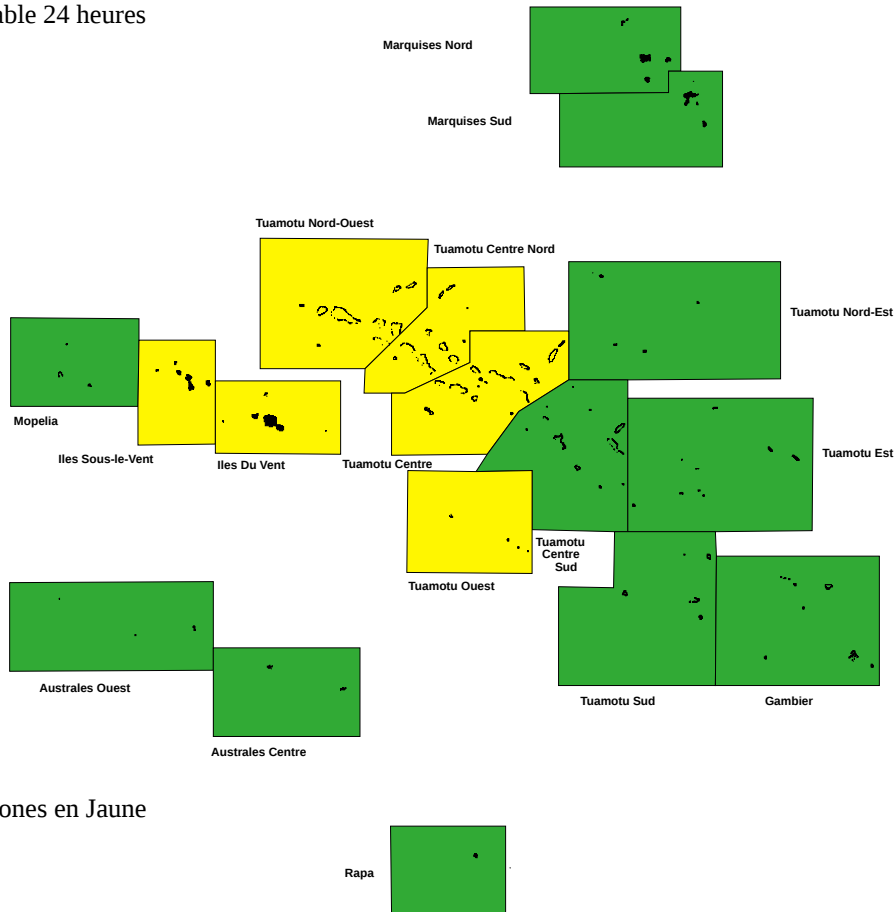 able 24 heures
Marquises Nord
Marquises Sud
Tuamotu Nord-Ouest
Tuamotu Centre Nord
Tuamotu Nord-Est
Mopelia
Iles Sous-le-Vent
Iles Du Vent
Tuamotu Centre
Tuamotu Est
Tuamotu
Centre
Sud
Tuamotu Ouest
Australes Ouest
Tuamotu Sud
Gambier
Australes Centre
ones en Jaune
Rapa